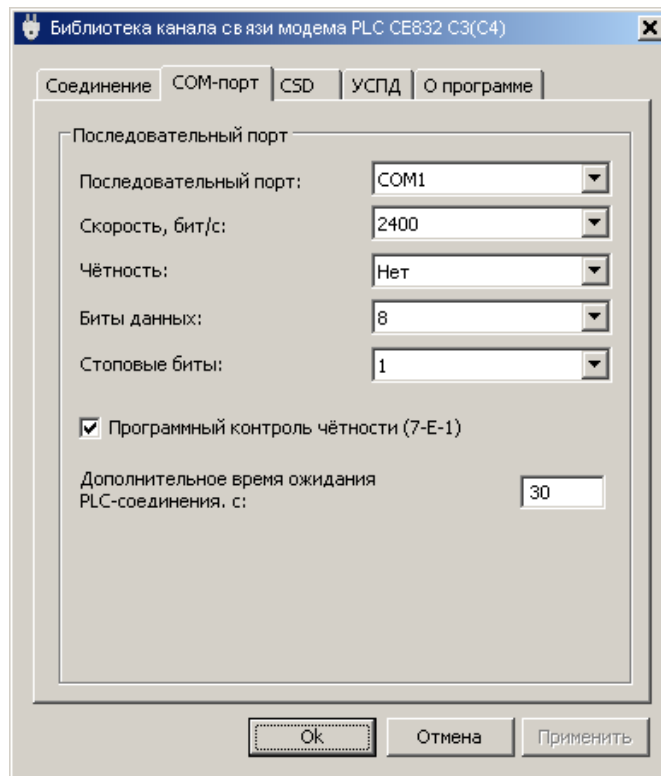 Библиотека канала связи модема PLC CE832 C3(C4)
Соединение COM-порт CSD УСПД О программе
Последовательный порт
Последовательный порт: COM1
Скорость, бит/с: 2400
Чётность: Нет
Биты данных: 8
Стоповые биты: 1
Программный контроль чётности (7-E-1)
Дополнительное время ожидания
PLC-соединения, с: 30
Ok Отмена Применить